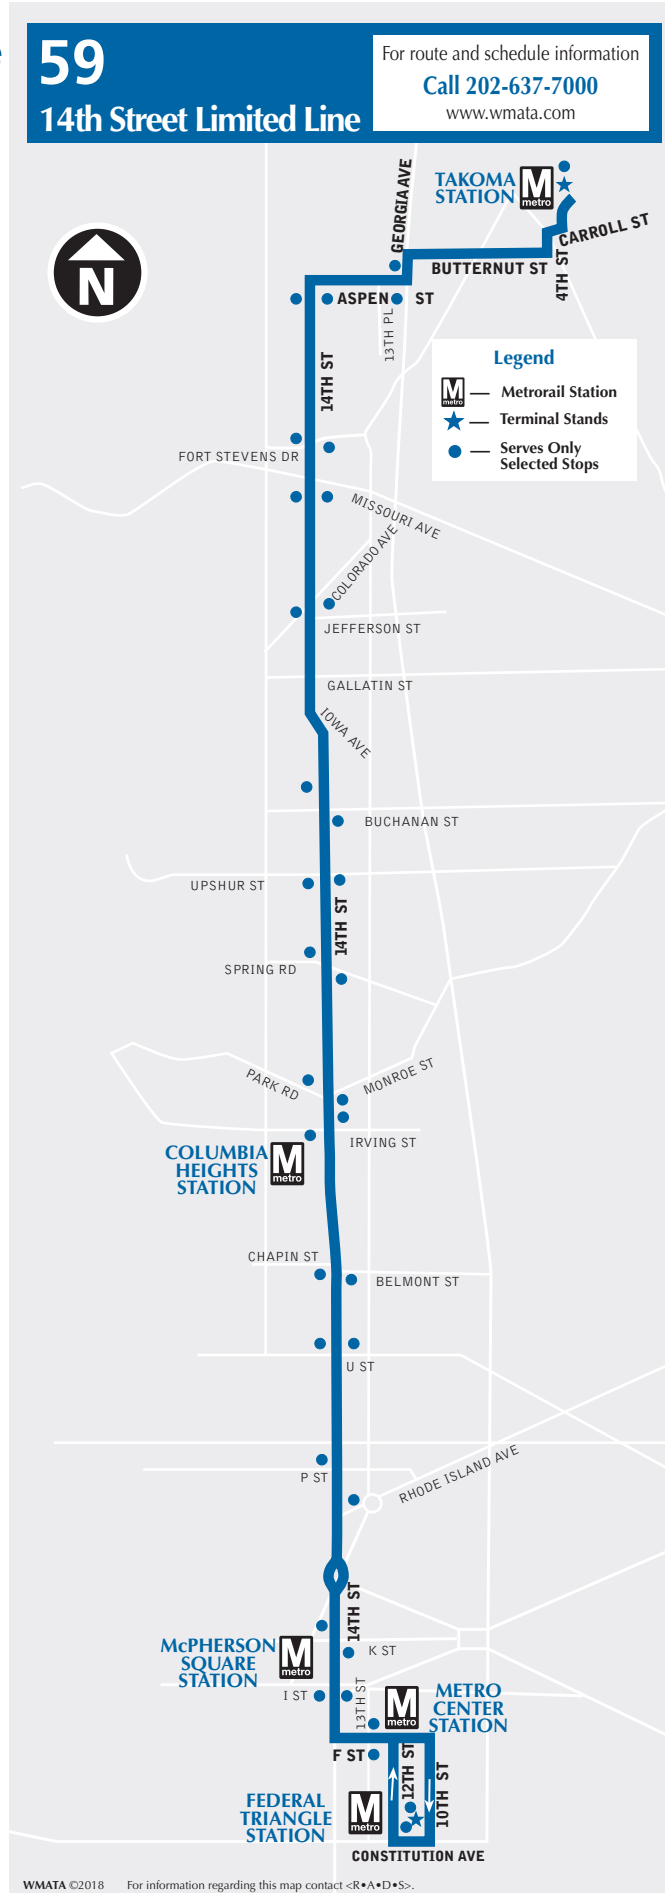 59
14th Street Limited Line
For route and schedule information
Call 202-637-7000
www.wmata.com
TAKOMA
STATION
M
metro
GEORGIA AVE
CARROLL ST
BUTTERNUT ST
4TH ST
N
ASPEN ST
13TH PL
14TH ST
Legend
M
metro
— Metrorail Station
— Terminal Stands
— Serves Only
Selected Stops
FORT STEVENS DR
MISSOURI AVE
COLORADO AVE
JEFFERSON ST
GALLATIN ST
IOWA AVE
BUCHANAN ST
UPSHUR ST
14TH ST
SPRING RD
PARK RD
MONROE ST
IRVING ST
COLUMBIA
HEIGHTS
STATION
M
metro
CHAPIN ST
BELMONT ST
U ST
P ST
RHODE ISLAND AVE
14TH ST
McPHERSON
SQUARE
STATION
M
metro
K ST
I ST
13TH ST
M
metro
METRO
CENTER
STATION
F ST
12TH ST
10TH ST
FEDERAL
TRIANGLE
STATION
M
metro
CONSTITUTION AVE
WMATA ©2018 For information regarding this map contact <R•A•D•S>.